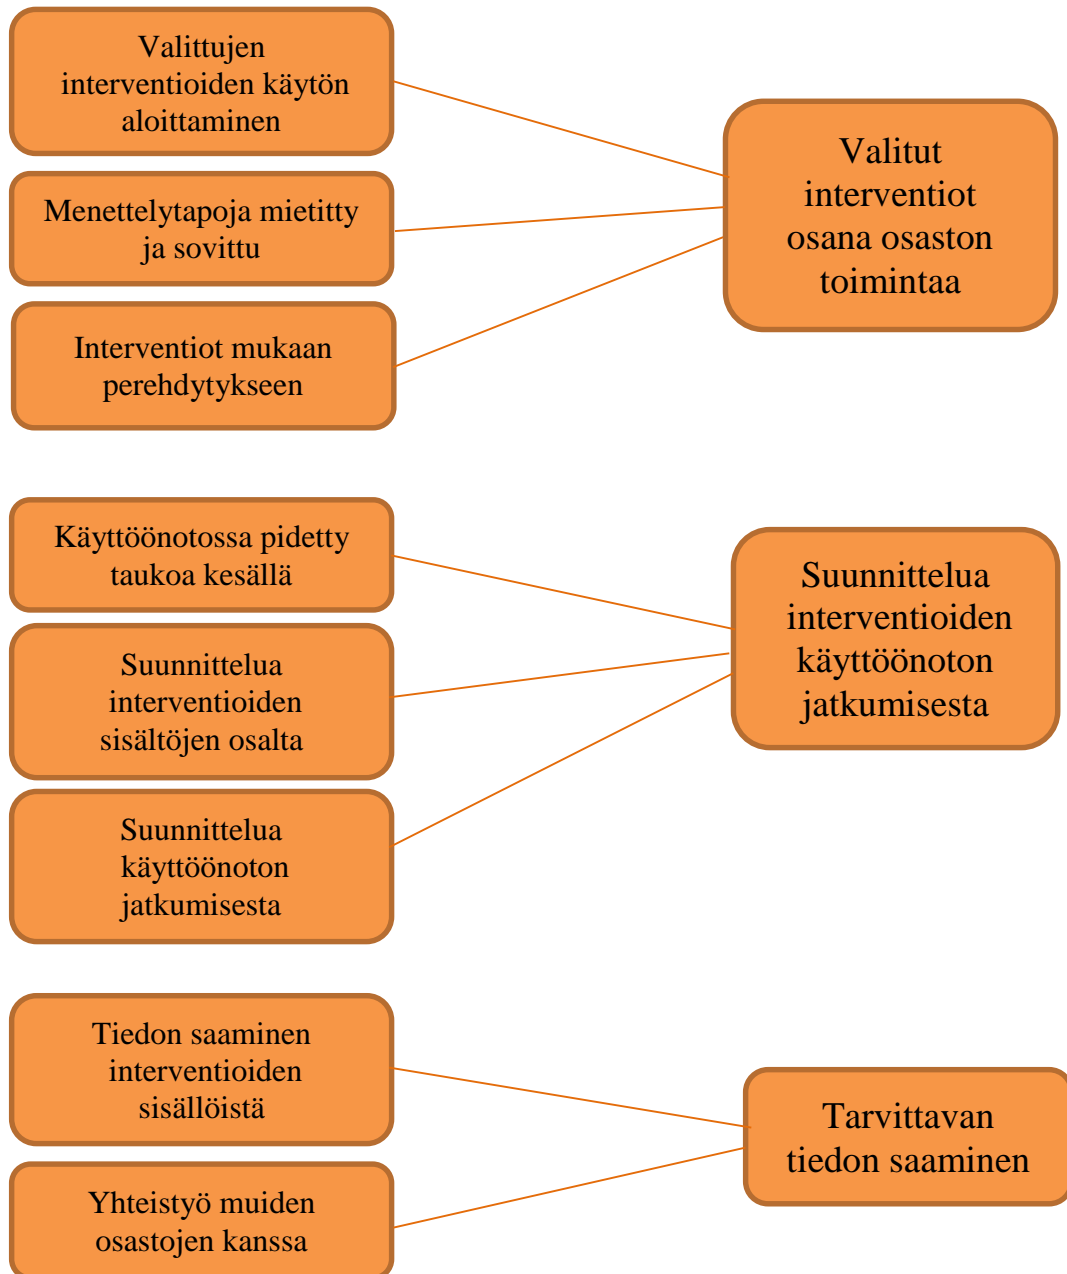 Valittujen
interventioiden käytön
aloittaminen
Menettelytapoja mietitty
ja sovittu
Interventiot mukaan
perehdytykseen
Valitut
interventiot
osana osaston
toimintaa
Käyttöönotossa pidetty
taukoa kesällä
Suunnittelua
interventioiden
sisältöjen osalta
Suunnittelua
käyttöönoton
jatkumisesta
Suunnittelua
interventioiden
käyttöönoton
jatkumisesta
Tiedon saaminen
interventioiden
sisällöistä
Yhteistyö muiden
osastojen kanssa
Tarvittavan
tiedon saaminen